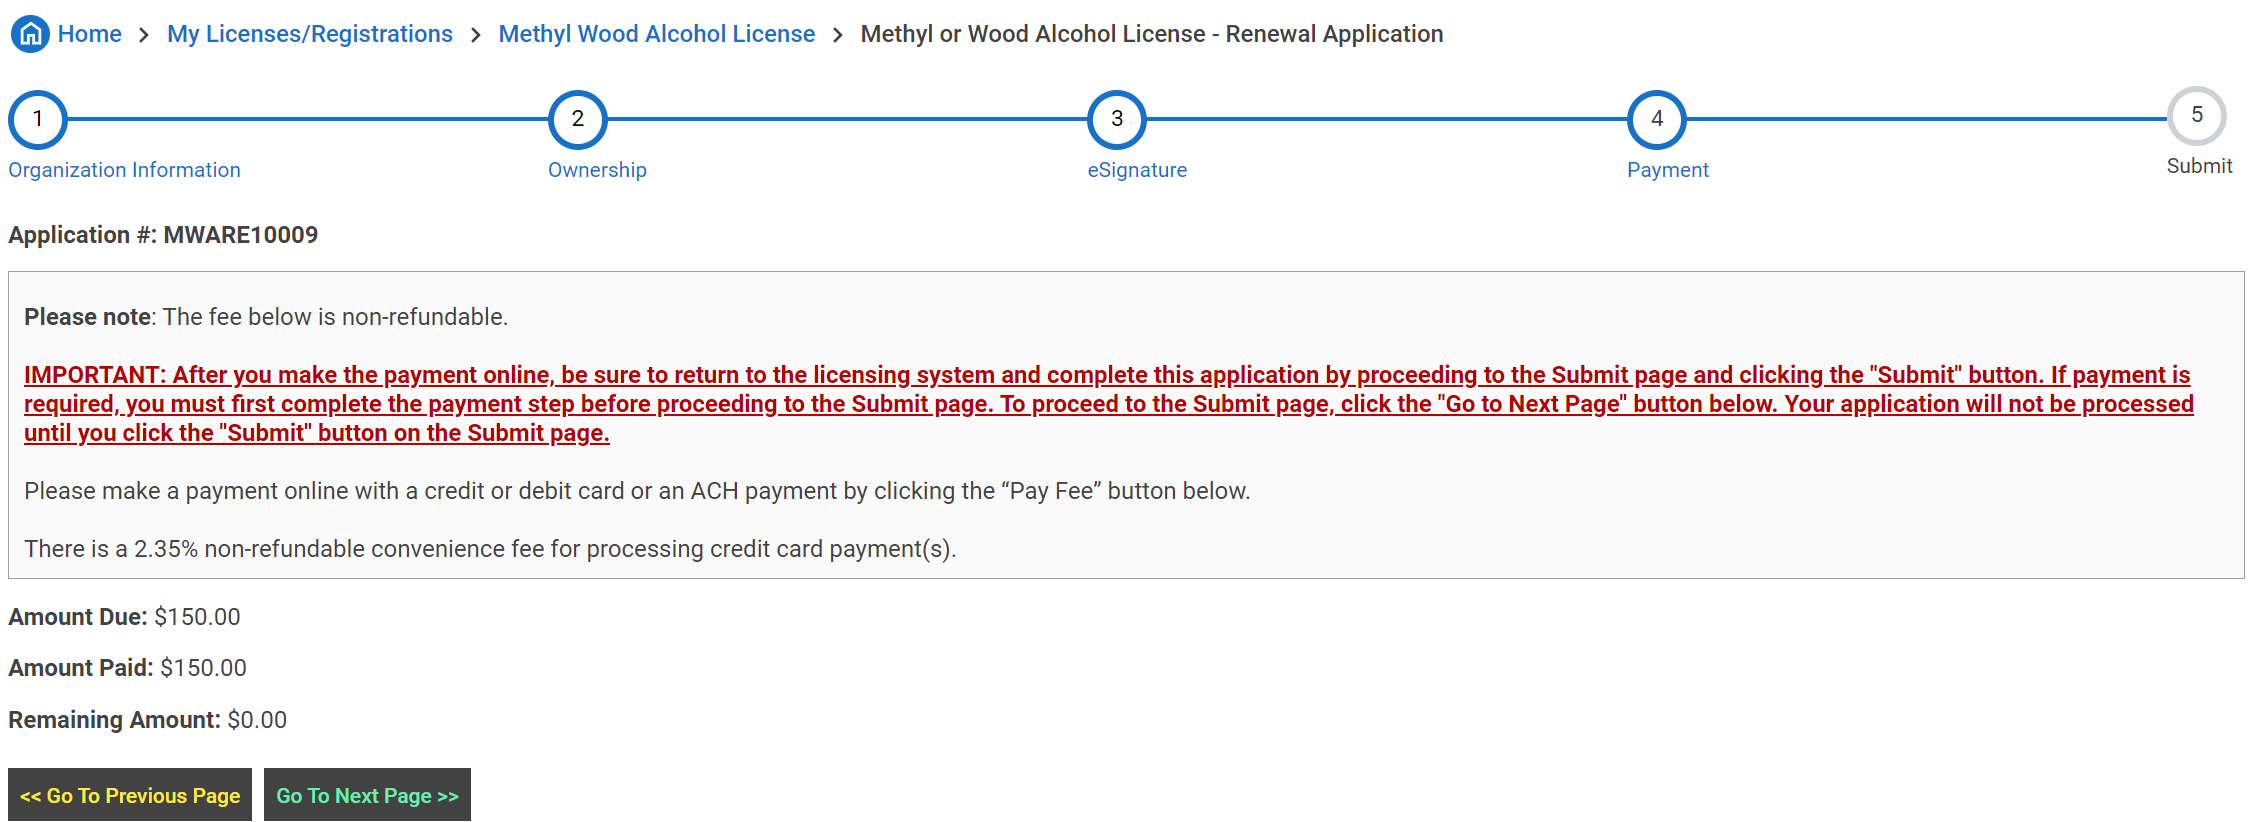 Home > My Licenses/Registrations > Methyl Wood Alcohol License > Methyl or Wood Alcohol License - Renewal Application
1 2 3 4 5
Organization Information Ownership eSignature Payment Submit
Application #: MWARE10009
Please note: The fee below is non-refundable.
IMPORTANT: After you make the payment online, be sure to return to the licensing system and complete this application by proceeding to the Submit page and clicking the "Submit" button. If payment is
required, you must first complete the payment step before proceeding to the Submit page. To proceed to the Submit page, click the "Go to Next Page" button below. Your application will not be processed
until you click the "Submit" button on the Submit page.
Please make a payment online with a credit or debit card or an ACH payment by clicking the “Pay Fee” button below.
There is a 2.35% non-refundable convenience fee for processing credit card payment(s).
Amount Due: $150.00
Amount Paid: $150.00
Remaining Amount: $0.00
<< Go To Previous Page Go To Next Page >>